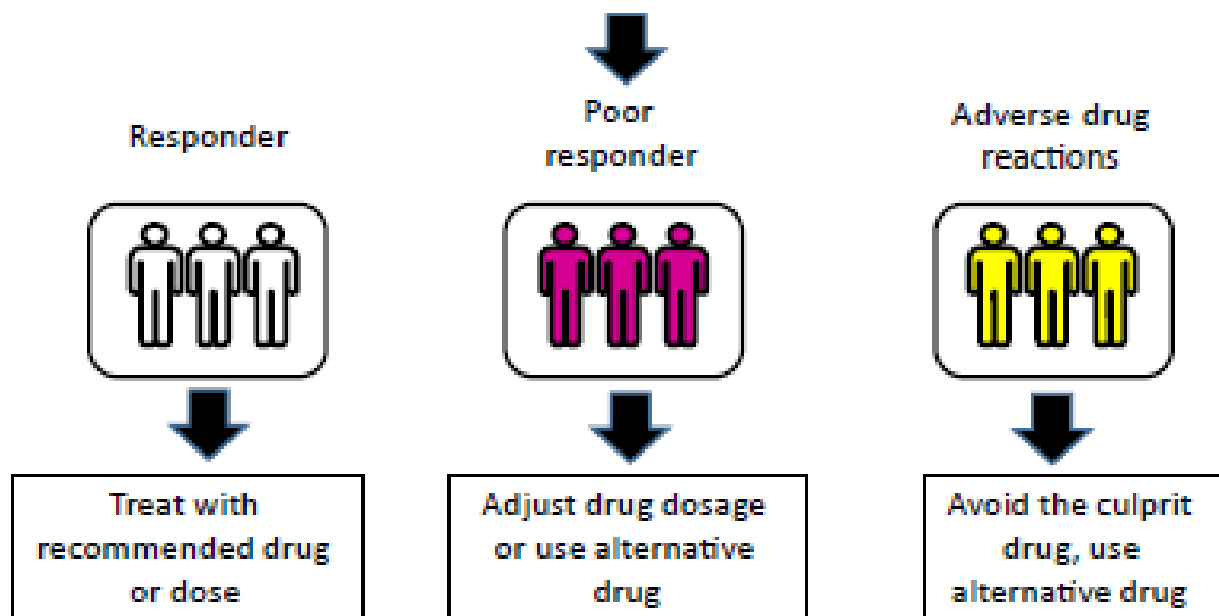 Responder
Poor
responder
Adverse drug
reactions
Treat with
recommended drug
or dose
Adjust drug dosage
or use alternative
drug
Avoid the culprit
drug, use
alternative drug